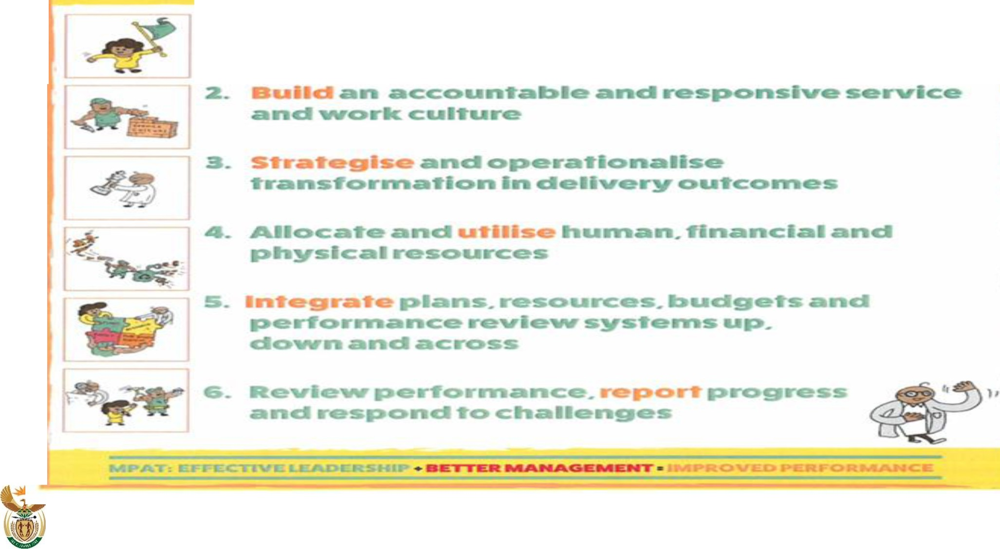 2. Build an accountable and responsive service
and work culture
3. Strategise and operationalise
transformation in delivery outcomes
4. Allocate and utilise human, financial and
physical resources
5. Integrate plans, resources, budgets and
performance review systems up,
down and across
6. Review performance, report progress
and respond to challenges
MPAT: EFFECTIVE LEADERSHIP + BETTER MANAGEMENT = IMPROVED PERFORMANCE